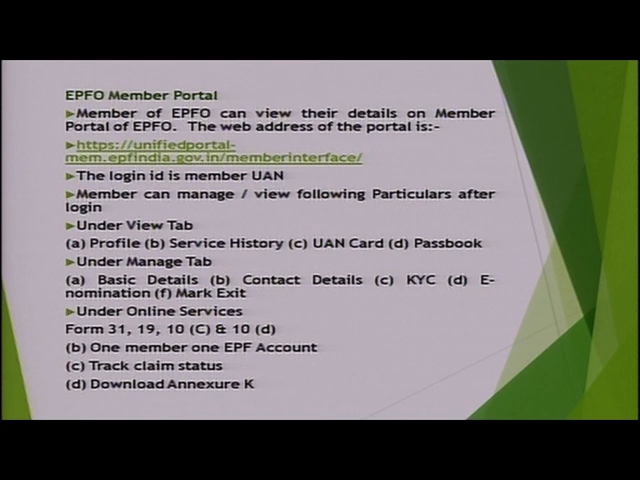 EPFO Member Portal
►Member of EPFO can view their details on Member
Portal of EPFO. The web address of the portal is:-
►https://unifiedportal-
mem.epfindia.gov.in/memberinterface/
►The login id is member UAN
►Member can manage / view following Particulars after
login
►Under View Tab
(a) Profile (b) Service History (c) UAN Card (d) Passbook
►Under Manage Tab
(a) Basic Details (b) Contact Details (c) KYC (d) E-
nomination (f) Mark Exit
►Under Online Services
Form 31, 19, 10 (C) & 10 (d)
(b) One member one EPF Account
(c) Track claim status
(d) Download Annexure K